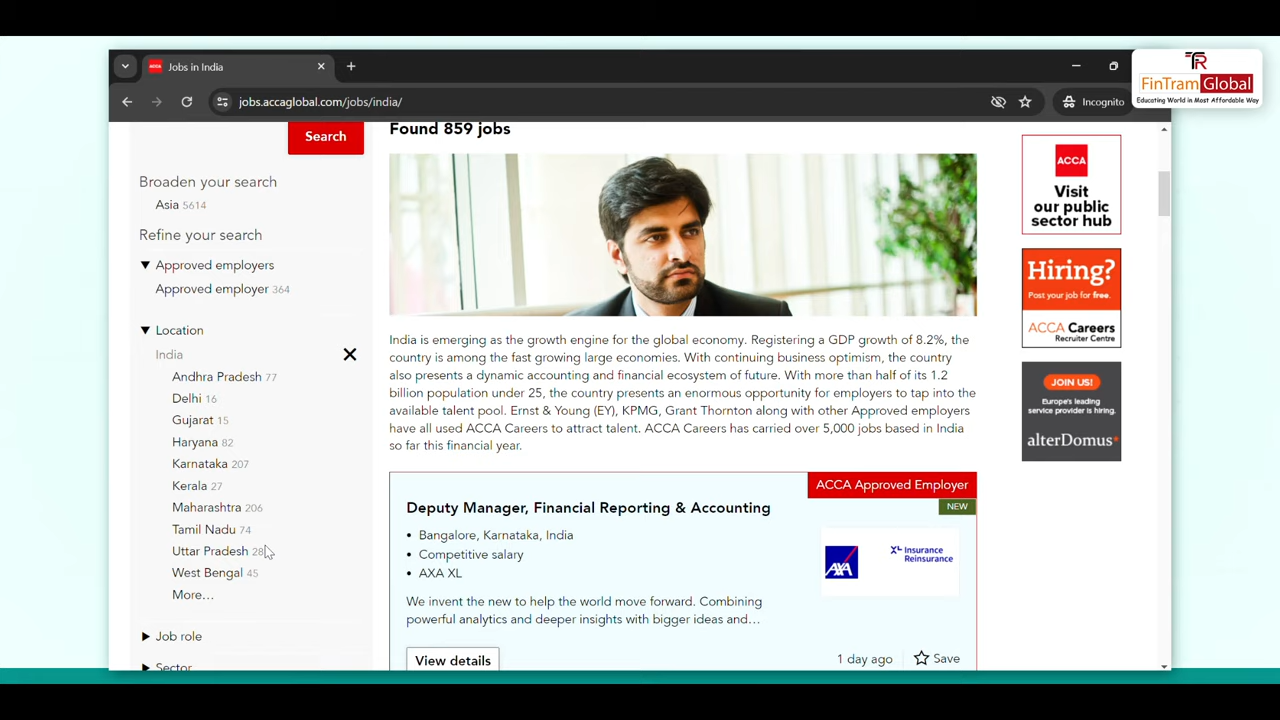 Jobs in India
TR
FinTram Global
Educating World in Most Affordable Way
jobs.accaglobal.com/jobs/india/
Incognito
Search
Broaden your search
Asia 5614
Refine your search
Approved employers
Approved employer 364
Location
India
Andhra Pradesh 77
Delhi 16
Gujarat 15
Haryana 82
Karnataka 207
Kerala 27
Maharashtra 206
Tamil Nadu 74
Uttar Pradesh 28
West Bengal 45
More...
Job role
Sector
Found 859 jobs
India is emerging as the growth engine for the global economy. Registering a GDP growth of 8.2%, the
country is among the fast growing large economies. With continuing business optimism, the country
also presents a dynamic accounting and financial ecosystem of future. With more than half of its 1.2
billion population under 25, the country presents an enormous opportunity for employers to tap into the
available talent pool. Ernst & Young (EY), KPMG, Grant Thornton along with other Approved employers
have all used ACCA Careers to attract talent. ACCA Careers has carried over 5,000 jobs based in India
so far this financial year.
ACCA Approved Employer
NEW
Deputy Manager, Financial Reporting & Accounting
• Bangalore, Karnataka, India
• Competitive salary
• AXA XL
AXA
XL Insurance
Reinsurance
We invent the new to help the world move forward. Combining
powerful analytics and deeper insights with bigger ideas and...
View details
1 day ago
Save
ACCA
Visit
our public
sector hub
Hiring?
Post your job for free.
ACCA Careers
Recruiter Centre
JOIN US!
Europe's leading
service provider is hiring.
alterDomus*